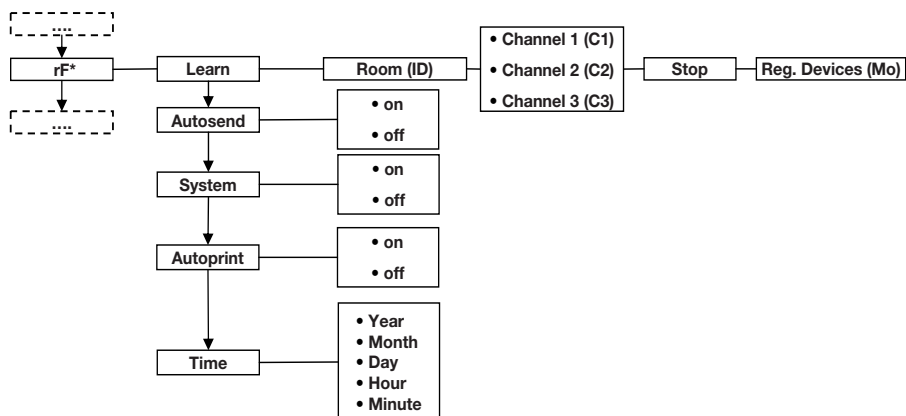 ....
rF*
....
Learn
Room (ID)
• Channel 1 (C1)
• Channel 2 (C2)
• Channel 3 (C3)
Stop
Reg. Devices (Mo)
Autosend
• on
• off
System
• on
• off
Autoprint
• on
• off
Time
• Year
• Month
• Day
• Hour
• Minute